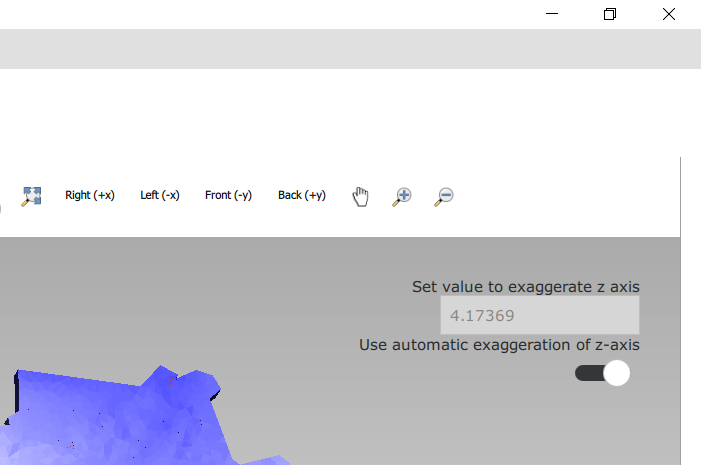 Right (+x) Left (-x) Front (-y) Back (+y)
Set value to exaggerate z axis
4.17369
Use automatic exaggeration of z-axis